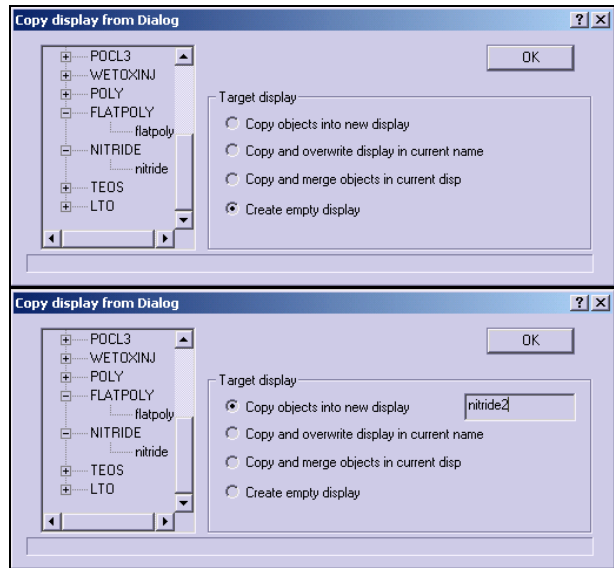 Copy display from Dialog
POCL3
WETOXINJ
POLY
FLATPOLY
flatpoly
NITRIDE
nitride
TEOS
LTO
OK
Target display
Copy objects into new display
Copy and overwrite display in current name
Copy and merge objects in current disp
Create empty display
Copy display from Dialog
POCL3
WETOXINJ
POLY
FLATPOLY
flatpoly
NITRIDE
nitride
TEOS
LTO
OK
Target display
Copy objects into new display nitride2
Copy and overwrite display in current name
Copy and merge objects in current disp
Create empty display